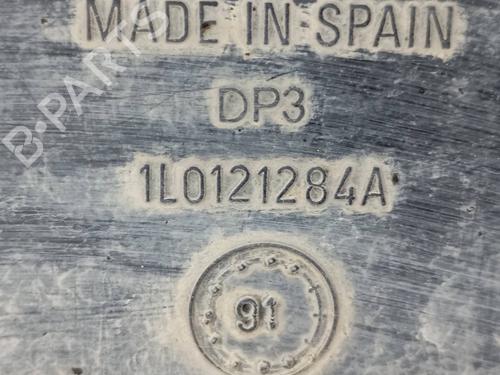 MADE IN SPAIN
B-PARTS
DP3
1L0121284A
91